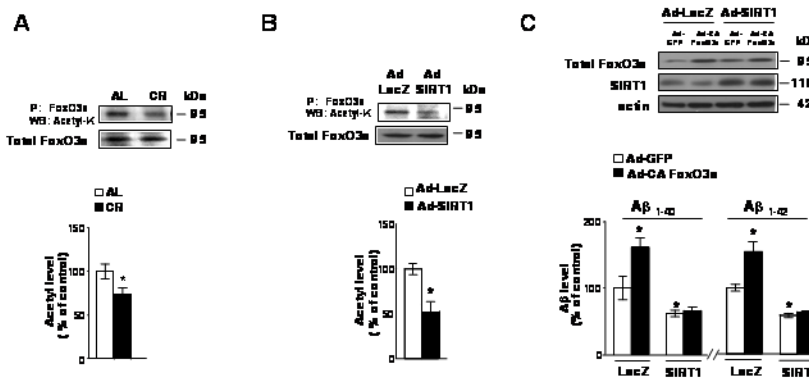 A
AL CR kDa
P: FoxO3a
WB: Acetyl-K
95
Total FoxO3a
95
AL
CR
Acetyl level
(% of control)
150
100
50
0
*
B
Ad
LacZ
Ad
SIRT1
kDa
P: FoxO3a
WB: Acetyl-K
95
Total FoxO3a
95
Ad-LacZ
Ad-SIRT1
Acetyl level
(% of control)
150
100
50
0
*
C
Ad-LacZ Ad-SIRT1
Ad-GFP Ad-CA FoxO3a Ad-GFP Ad-CA FoxO3a
Total FoxO3a
SIRT1
actin
42
Ad-GFP
Ad-CA FoxO3a
Aβ 1-40
Aβ 1-42
Aβ level
(% of control)
200
150
100
50
0
* * * *
LacZ SIRT1 // LacZ SIRT1